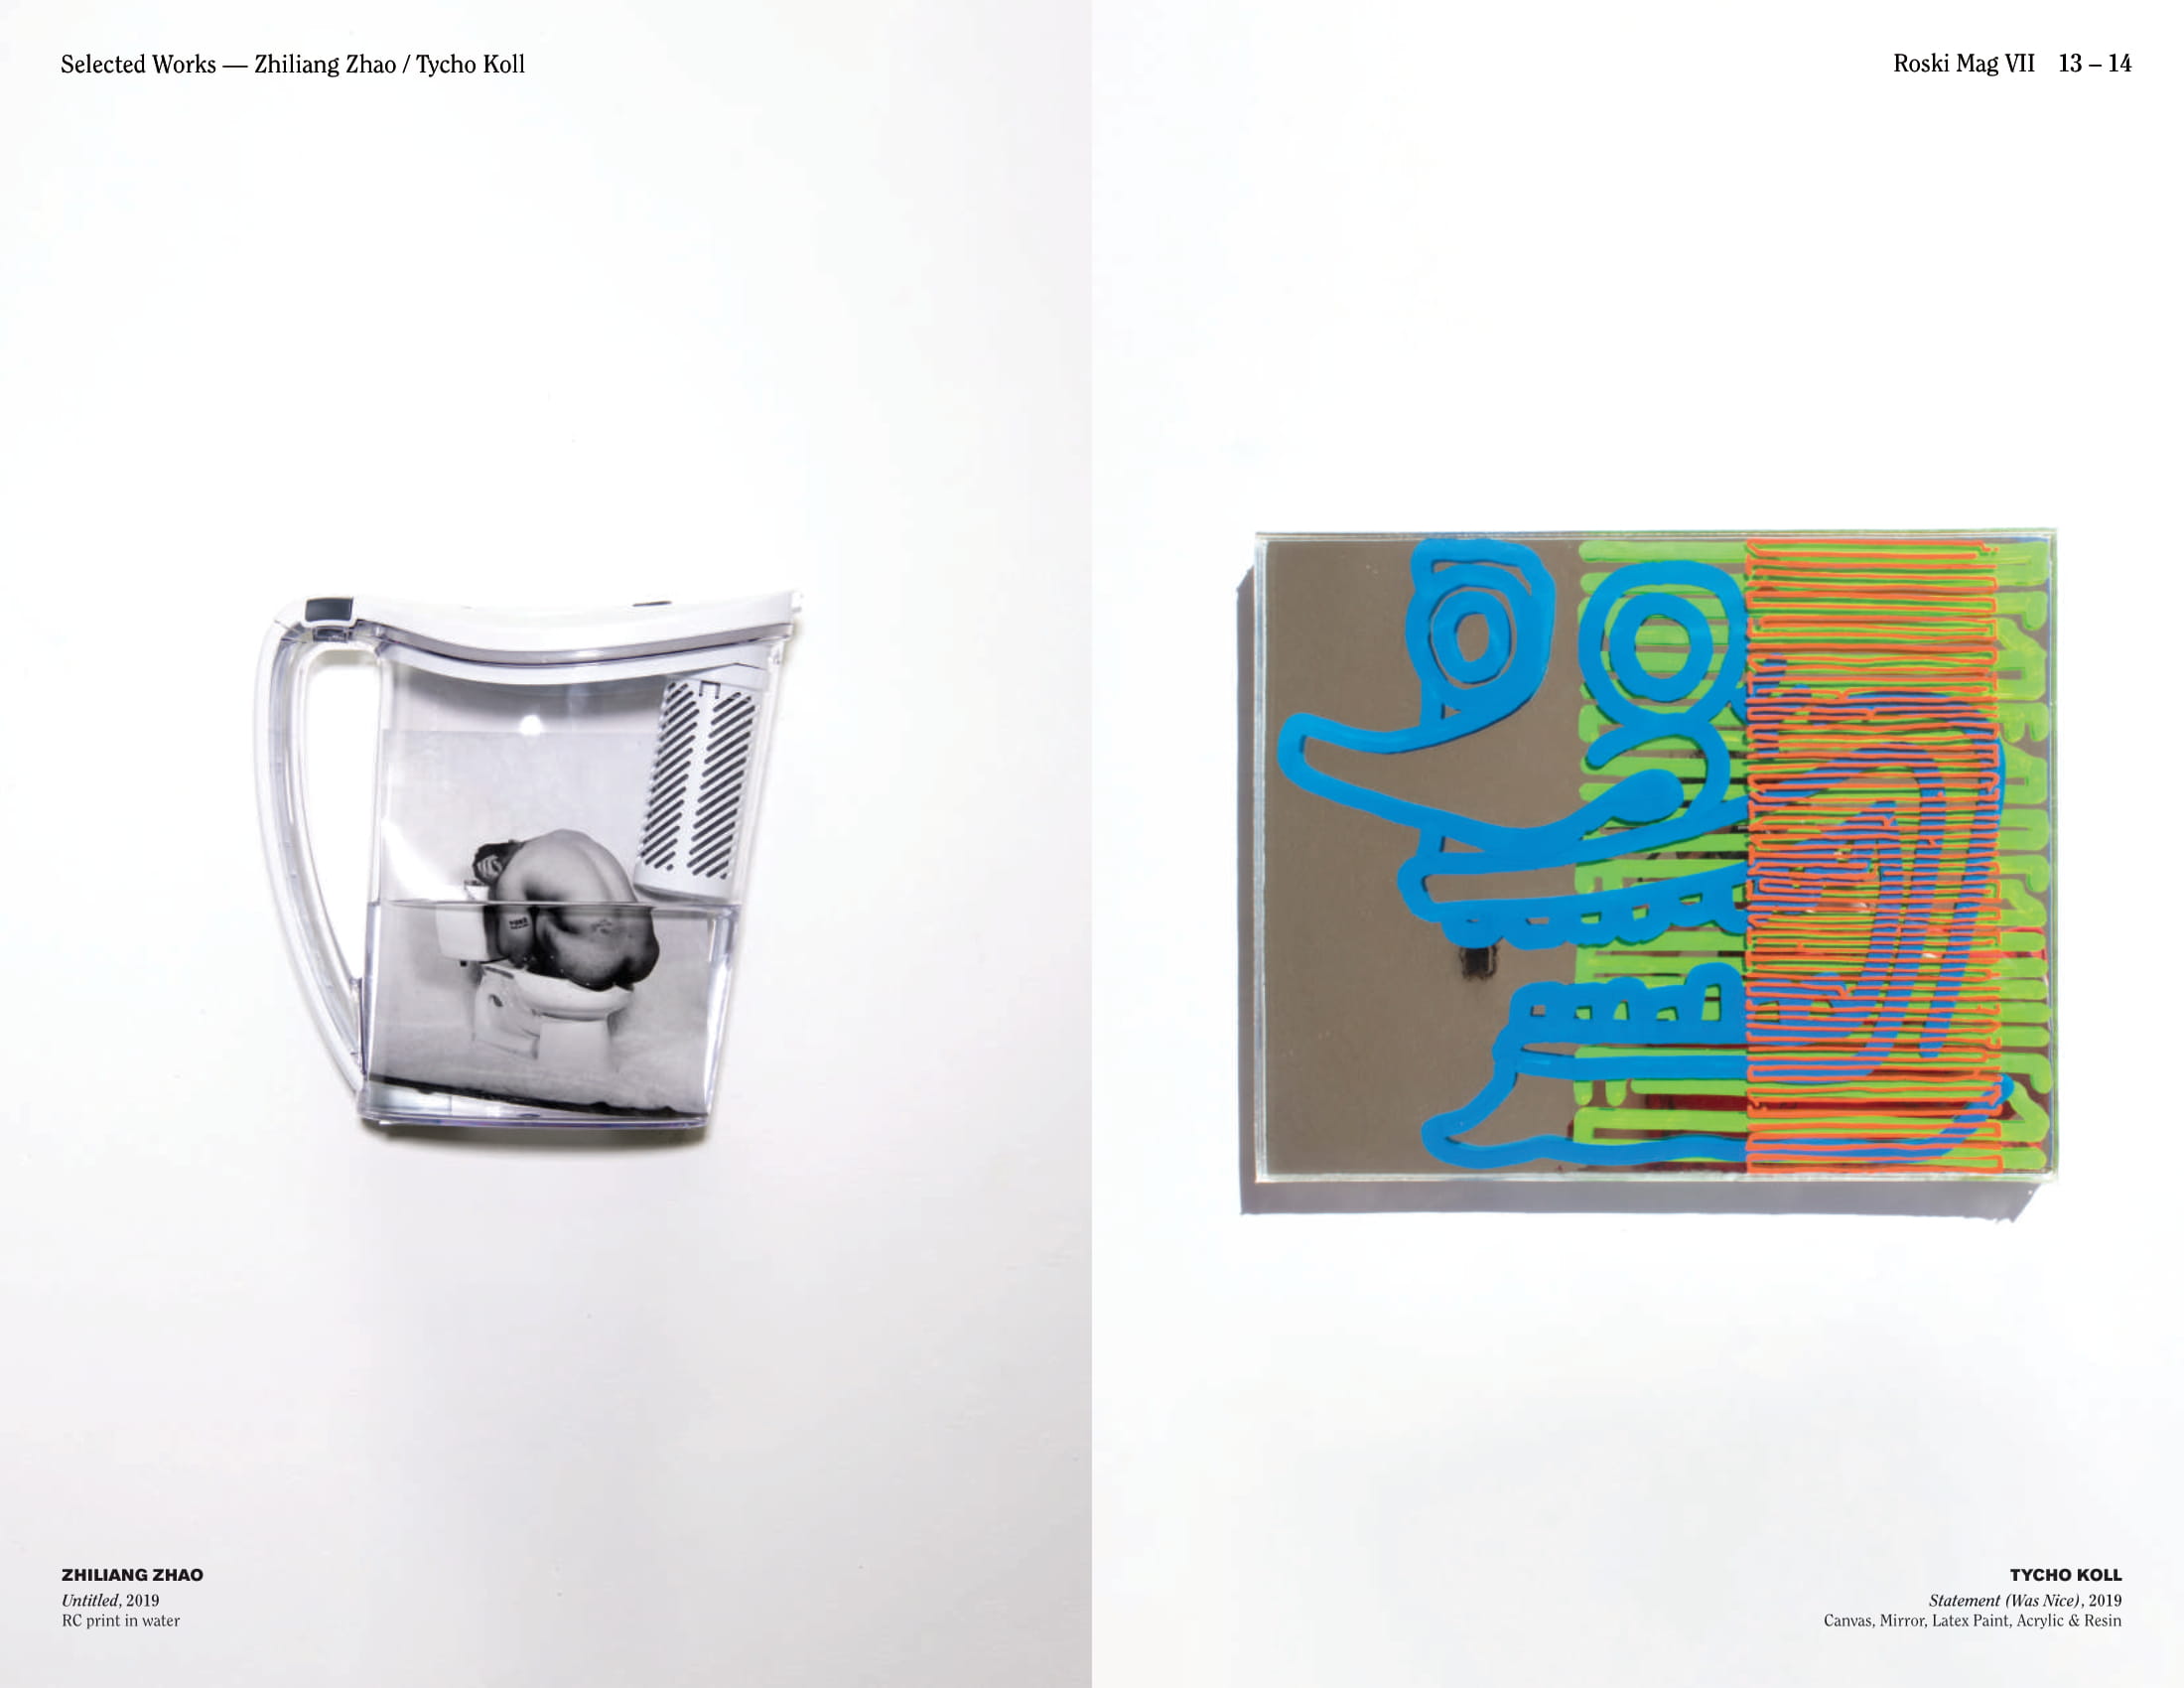 Selected Works — Zhiliang Zhao / Tycho Koll
Roski Mag VII 13 – 14
ZHILIANG ZHAO
Untitled, 2019
RC print in water
TYCHO KOLL
Statement (Was Nice), 2019
Canvas, Mirror, Latex Paint, Acrylic & Resin